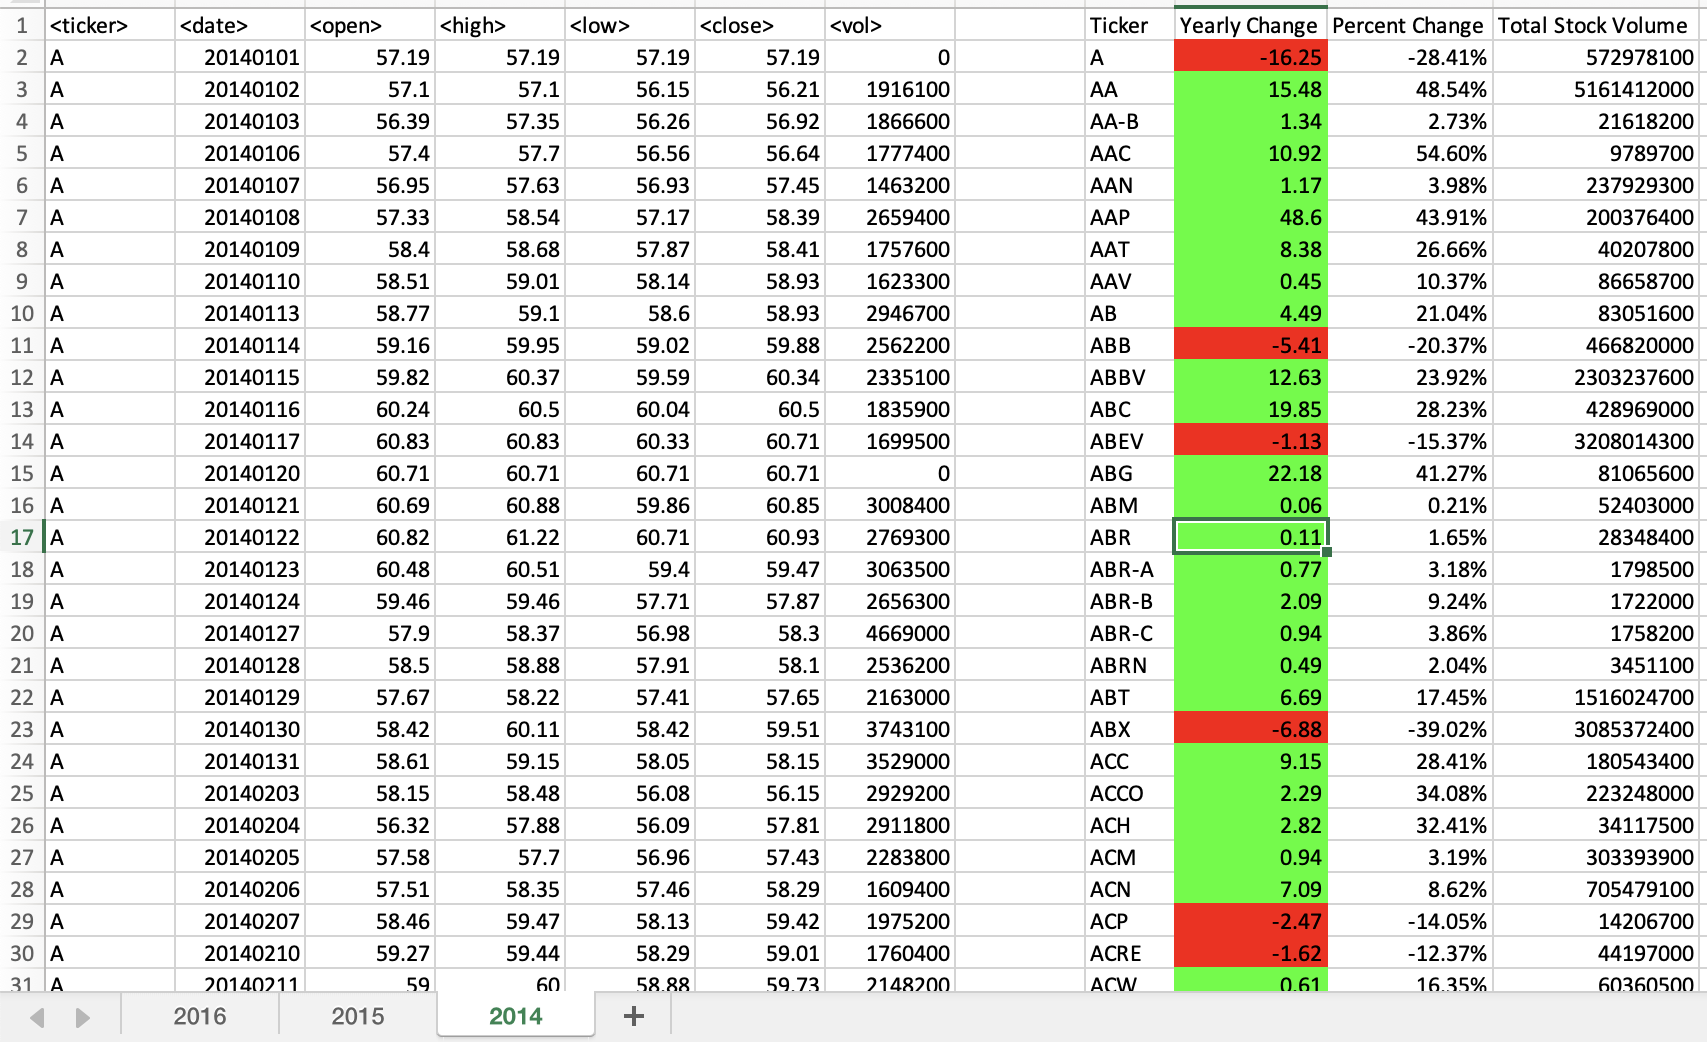 1 <ticker> <date> <open> <high> <low> <close> <vol> Ticker Yearly Change Percent Change Total Stock Volume
2 A 20140101 57.19 57.19 57.19 57.19 0 A -16.25 -28.41% 572978100
3 A 20140102 57.1 57.1 56.15 56.21 1916100 AA 15.48 48.54% 5161412000
4 A 20140103 56.39 57.35 56.26 56.92 1866600 AA-B 1.34 2.73% 21618200
5 A 20140106 57.4 57.7 56.56 56.64 1777400 AAC 10.92 54.60% 9789700
6 A 20140107 56.95 57.63 56.93 57.45 1463200 AAN 1.17 3.98% 237929300
7 A 20140108 57.33 58.54 57.17 58.39 2659400 AAP 48.6 43.91% 200376400
8 A 20140109 58.4 58.68 57.87 58.41 1757600 AAT 8.38 26.66% 40207800
9 A 20140110 58.51 59.01 58.14 58.93 1623300 AAV 0.45 10.37% 86658700
10 A 20140113 58.77 59.1 58.6 58.93 2946700 AB 4.49 21.04% 83051600
11 A 20140114 59.16 59.95 59.02 59.88 2562200 ABB -5.41 -20.37% 466820000
12 A 20140115 59.82 60.37 59.59 60.34 2335100 ABBV 12.63 23.92% 2303237600
13 A 20140116 60.24 60.5 60.04 60.5 1835900 ABC 19.85 28.23% 428969000
14 A 20140117 60.83 60.83 60.33 60.71 1699500 ABEV -1.13 -15.37% 3208014300
15 A 20140120 60.71 60.71 60.71 60.71 0 ABG 22.18 41.27% 81065600
16 A 20140121 60.69 60.88 59.86 60.85 3008400 ABM 0.06 0.21% 52403000
17 A 20140122 60.82 61.22 60.71 60.93 2769300 ABR 0.11 1.65% 28348400
18 A 20140123 60.48 60.51 59.4 59.47 3063500 ABR-A 0.77 3.18% 1798500
19 A 20140124 59.46 59.46 57.71 57.87 2656300 ABR-B 2.09 9.24% 1722000
20 A 20140127 57.9 58.37 56.98 58.3 4669000 ABR-C 0.94 3.86% 1758200
21 A 20140128 58.5 58.88 57.91 58.1 2536200 ABRN 0.49 2.04% 3451100
22 A 20140129 57.67 58.22 57.41 57.65 2163000 ABT 6.69 17.45% 1516024700
23 A 20140130 58.42 60.11 58.42 59.51 3743100 ABX -6.88 -39.02% 3085372400
24 A 20140131 58.61 59.15 58.05 58.15 3529000 ACC 9.15 28.41% 180543400
25 A 20140203 58.15 58.48 56.08 56.15 2929200 ACCO 2.29 34.08% 223248000
26 A 20140204 56.32 57.88 56.09 57.81 2911800 ACH 2.82 32.41% 34117500
27 A 20140205 57.58 57.7 56.96 57.43 2283800 ACM 0.94 3.19% 303393900
28 A 20140206 57.51 58.35 57.46 58.29 1609400 ACN 7.09 8.62% 705479100
29 A 20140207 58.46 59.47 58.13 59.42 1975200 ACP -2.47 -14.05% 14206700
30 A 20140210 59.27 59.44 58.29 59.01 1760400 ACRE -1.62 -12.37% 44197000
31 A 20140211 59 60 58.88 59.73 2148200 ACW 0.61 16.35% 60360500
2016 2015 2014 +